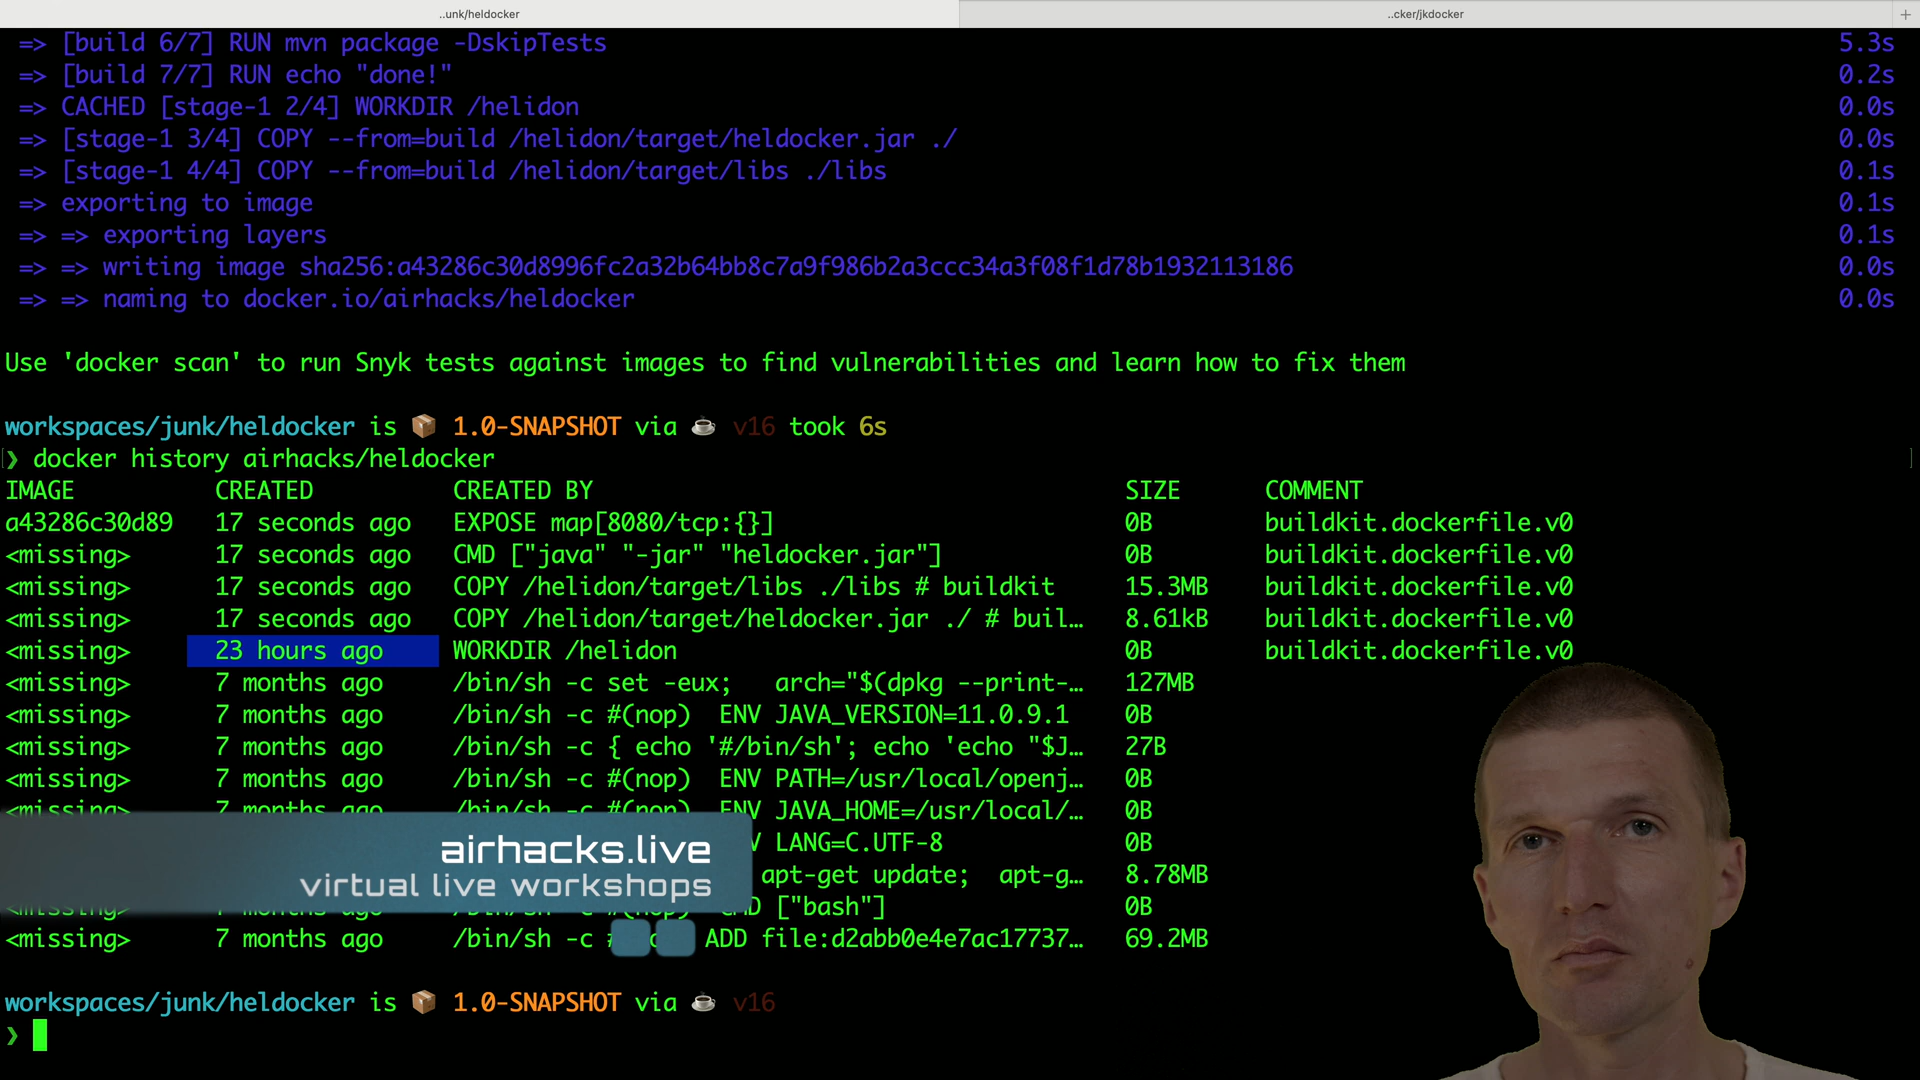 ..unk/heldocker
..cker/jkdocker
+
=> [build 6/7] RUN mvn package -DskipTests 5.3s
=> [build 7/7] RUN echo "done!" 0.2s
=> CACHED [stage-1 2/4] WORKDIR /helidon 0.0s
=> [stage-1 3/4] COPY --from=build /helidon/target/heldocker.jar ./ 0.0s
=> [stage-1 4/4] COPY --from=build /helidon/target/libs ./libs 0.1s
=> exporting to image 0.1s
=> => exporting layers 0.1s
=> => writing image sha256:a43286c30d8996fc2a32b64bb8c7a9f986b2a3ccc34a3f08f1d78b1932113186 0.0s
=> => naming to docker.io/airhacks/heldocker 0.0s
Use 'docker scan' to run Snyk tests against images to find vulnerabilities and learn how to fix them
workspaces/junk/heldocker is 📦 1.0-SNAPSHOT via ☕ v16 took 6s
❯ docker history airhacks/heldocker
IMAGE CREATED CREATED BY SIZE COMMENT
a43286c30d89 17 seconds ago EXPOSE map[8080/tcp:{}] 0B buildkit.dockerfile.v0
<missing> 17 seconds ago CMD ["java" "-jar" "heldocker.jar"] 0B buildkit.dockerfile.v0
<missing> 17 seconds ago COPY /helidon/target/libs ./libs # buildkit 15.3MB buildkit.dockerfile.v0
<missing> 17 seconds ago COPY /helidon/target/heldocker.jar ./ # buil… 8.61kB buildkit.dockerfile.v0
<missing> 23 hours ago WORKDIR /helidon 0B buildkit.dockerfile.v0
<missing> 7 months ago /bin/sh -c set -eux; arch="$(dpkg --print-… 127MB
<missing> 7 months ago /bin/sh -c #(nop) ENV JAVA_VERSION=11.0.9.1 0B
<missing> 7 months ago /bin/sh -c { echo '#/bin/sh'; echo 'echo "$J… 27B
<missing> 7 months ago /bin/sh -c #(nop) ENV PATH=/usr/local/openj… 0B
<missing> 7 months ago /bin/sh -c #(nop) ENV JAVA_HOME=/usr/local/… 0B
LANG=C.UTF-8 0B
apt-get update; apt-g… 8.78MB
<missing> 7 months ago /bin/sh -c #(nop) CMD ["bash"] 0B
<missing> 7 months ago /bin/sh -c ADD file:d2abb0e4e7ac17737… 69.2MB
airhacks.live
virtual live workshops
workspaces/junk/heldocker is 📦 1.0-SNAPSHOT via ☕ v16
❯